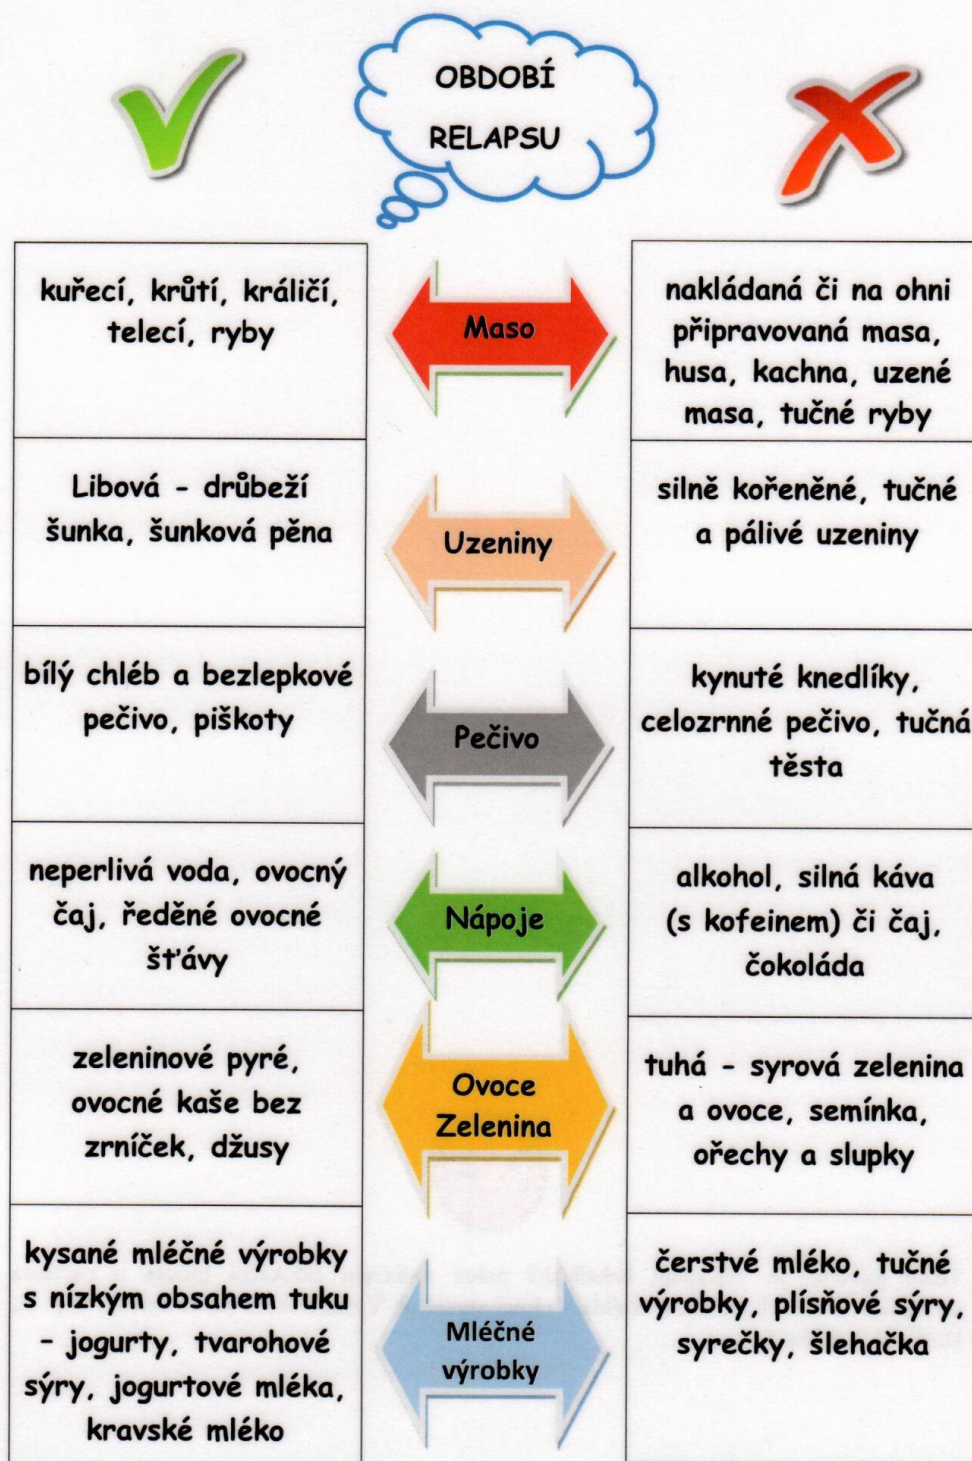 OBDOBÍ
RELAPSU
kuřecí, krůtí, králičí,
telecí, ryby
Maso
nakládaná či na ohni
připravovaná masa,
husa, kachna, uzené
masa, tučné ryby
Libová - drůbeží
šunka, šunková pěna
Uzeniny
silně kořeněné, tučné
a pálivé uzeniny
bílý chléb a bezlepkové
pečivo, piškoty
Pečivo
kynuté knedlíky,
celozrnné pečivo, tučná
těsta
neperlivá voda, ovocný
čaj, ředěné ovocné
šťávy
Nápoje
alkohol, silná káva
(s kofeinem) či čaj,
čokoláda
zeleninové pyré,
ovocné kaše bez
zrníček, džusy
Ovoce
Zelenina
tuhá - syrová zelenina
a ovoce, semínka,
ořechy a slupky
kysané mléčné výrobky
s nízkým obsahem tuku
- jogurty, tvarohové
sýry, jogurtové mléka,
kravské mléko
Mléčné
výrobky
čerstvé mléko, tučné
výrobky, plísňové sýry,
syrečky, šlehačka